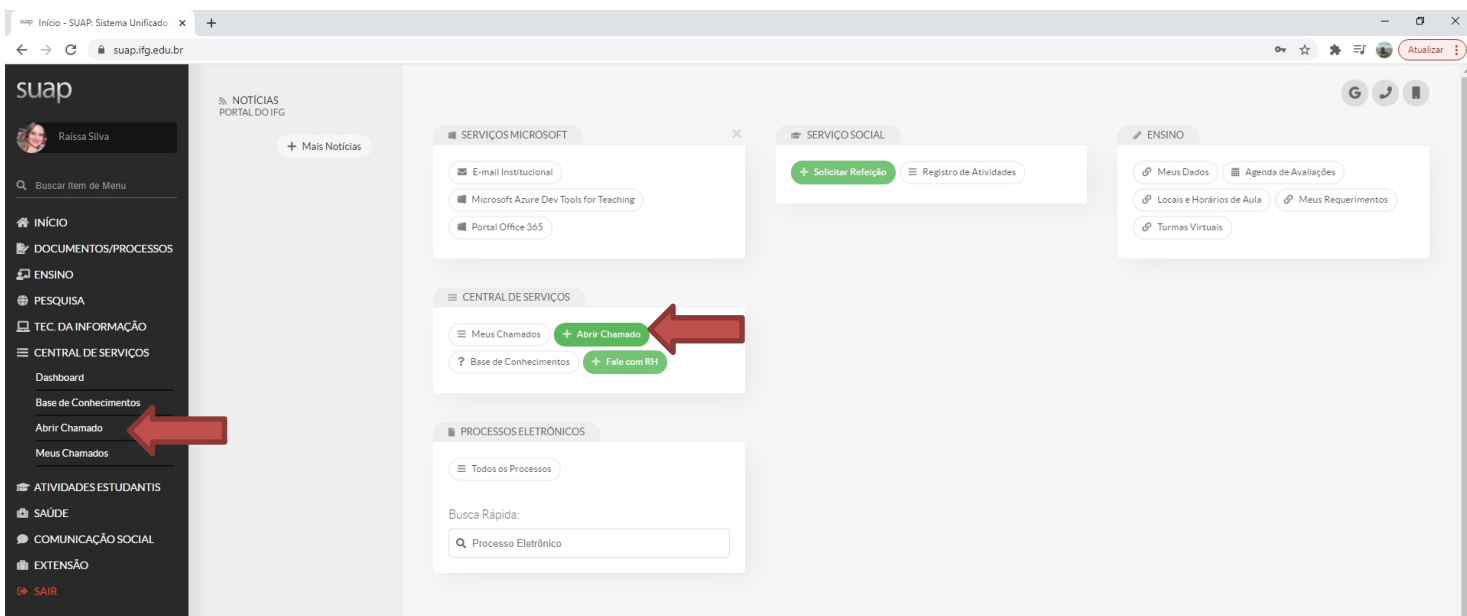 suap Início - SUAP: Sistema Unificado
suap.ifg.edu.br
Atualizar
suap
Raíssa Silva
Buscar Item de Menu
INÍCIO
DOCUMENTOS/PROCESSOS
ENSINO
PESQUISA
TEC. DA INFORMAÇÃO
CENTRAL DE SERVIÇOS
Dashboard
Base de Conhecimentos
Abrir Chamado
Meus Chamados
ATIVIDADES ESTUDANTIS
SAÚDE
COMUNICAÇÃO SOCIAL
EXTENSÃO
SAIR
NOTÍCIAS
PORTAL DO IFG
+ Mais Notícias
SERVIÇOS MICROSOFT
E-mail Institucional
Microsoft Azure Dev Tools for Teaching
Portal Office 365
CENTRAL DE SERVIÇOS
Meus Chamados
+ Abrir Chamado
? Base de Conhecimentos
+ Fale com RH
PROCESSOS ELETRÔNICOS
Todos os Processos
Busca Rápida:
Processo Eletrônico
SERVIÇO SOCIAL
+ Solicitar Refeição
Registro de Atividades
G
ENSINO
Meus Dados
Agenda de Avaliações
Locais e Horários de Aula
Meus Requerimentos
Turmas Virtuais